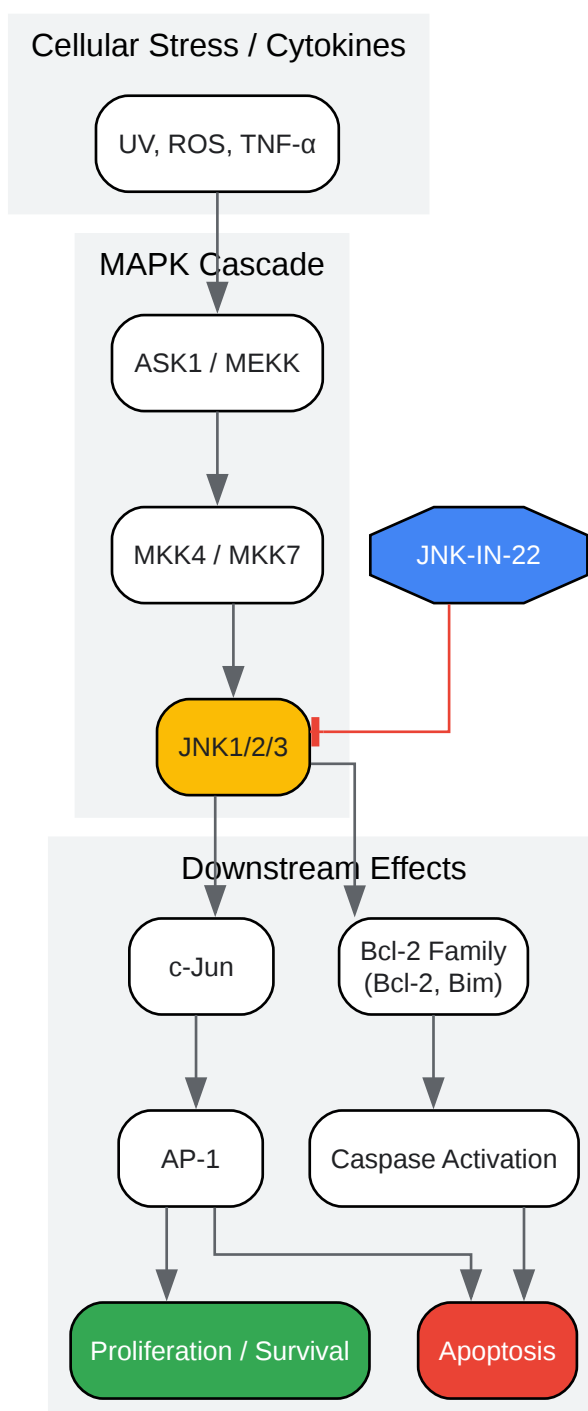 Cellular Stress / Cytokines
UV, ROS, TNF-α
MAPK Cascade
ASK1 / MEKK
MKK4 / MKK7
JNK-IN-22
JNK1/2/3
Downstream Effects
c-Jun
Bcl-2 Family
(Bcl-2, Bim)
AP-1
Caspase Activation
Proliferation / Survival
Apoptosis